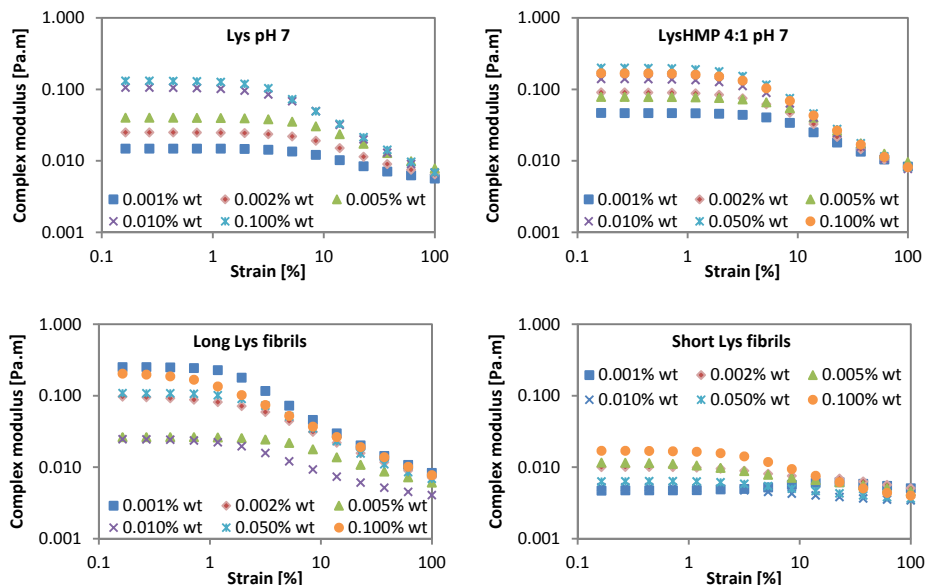 Complex modulus [Pa.m]
1.000
0.100
0.010
0.001
Lys pH 7
0.001% wt 0.002% wt 0.005% wt
0.010% wt 0.100% wt
0.1 1 10 100
Strain [%]
Complex modulus [Pa.m]
1.000
0.100
0.010
0.001
LysHMP 4:1 pH 7
0.001% wt 0.002% wt 0.005% wt
0.010% wt 0.050% wt 0.100% wt
0.1 1 10 100
Strain [%]
Complex modulus [Pa.m]
1.000
0.100
0.010
0.001
Long Lys fibrils
0.001% wt 0.002% wt 0.005% wt
0.010% wt 0.050% wt 0.100% wt
0.1 1 10 100
Strain [%]
Complex modulus [Pa.m]
1.000
0.100
0.010
0.001
Short Lys fibrils
0.001% wt 0.002% wt 0.005% wt
0.010% wt 0.050% wt 0.100% wt
0.1 1 10 100
Strain [%]